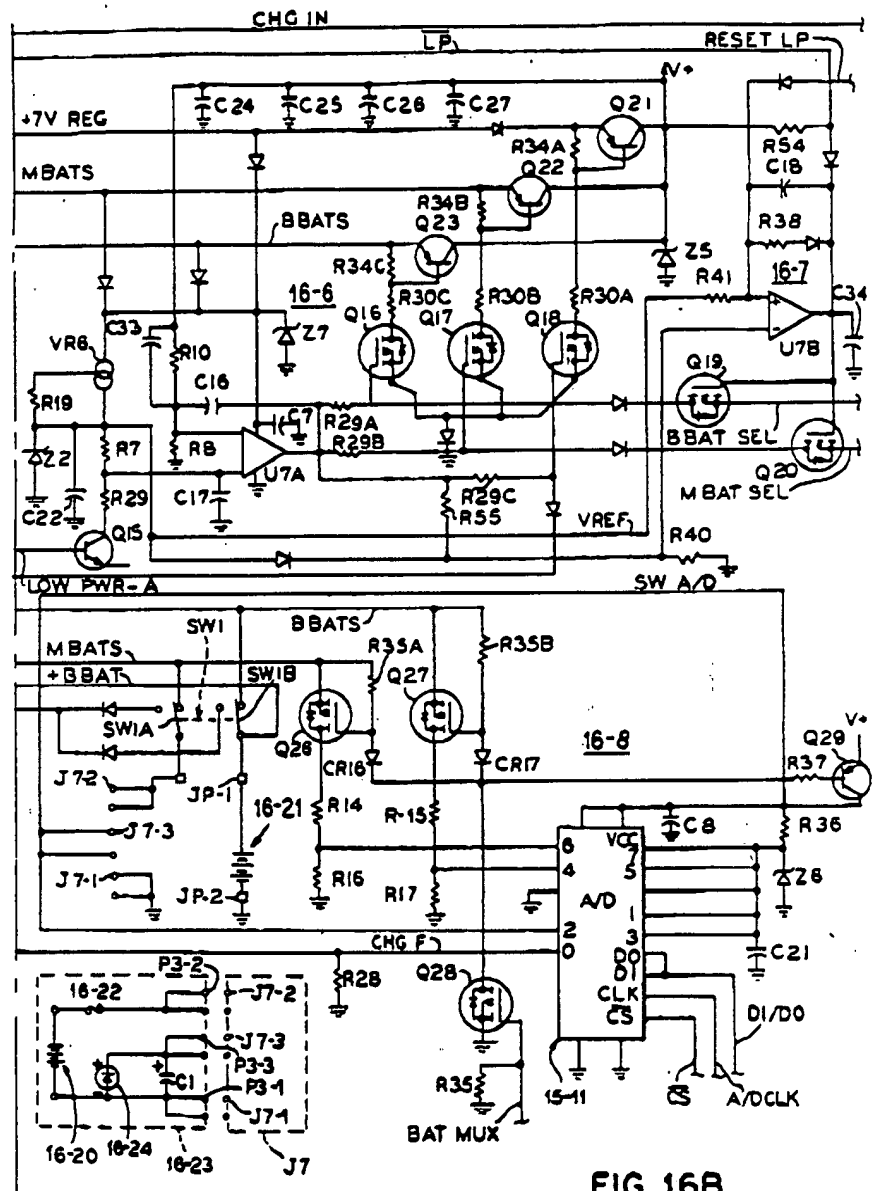 CHG IN
LP
RESET LP
V+
C24
C25
C26
C27
Q21
+7V REG
R34A
R54
Q22
C18
MBATS
R34B
BBATS
Q23
R38
Z5
R34C
R41
16-7
16-6
R30C
R30B
R30A
C34
C33
Q16
Q17
Q18
VR6
Z7
R10
U7B
Q19
C16
R19
R29A
C7
BBAT SEL
R7
R8
R29B
Z2
U7A
Q20
R29
C17
R29C
MBAT SEL
C22
R55
VREF
Q15
R40
LOW PWR-A
SW A/D
SW1
BBATS
R35A
R35B
MBATS
Q27
+BBAT
SW1B
SW1A
16-8
V+
Q26
Q29
CR16
CR17
R37
J7-2
JP-1
16-21
R14
R-15
C8
R36
J7-3
VCC
6
7
4
5
Z6
J7-1
R16
R17
A/D
JP-2
1
2
3
CHG F
0
D0
C21
P3-2
R28
Q28
DI
16-22
J7-2
CLK
CS
DI/DO
J7-3
P3-3
C1
P3-1
R35
15-11
CS
A/DCLK
J7-1
BAT MUX
16-20
16-24
16-23
J7
FIG. 16B